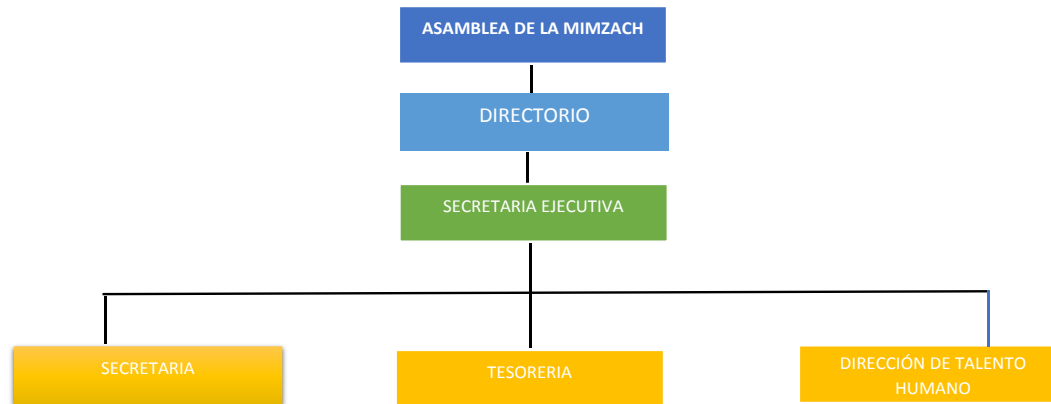 ASAMBLEA DE LA MIMZACH
DIRECTORIO
SECRETARIA EJECUTIVA
SECRETARIA
TESORERIA
DIRECCIÓN DE TALENTO
HUMANO